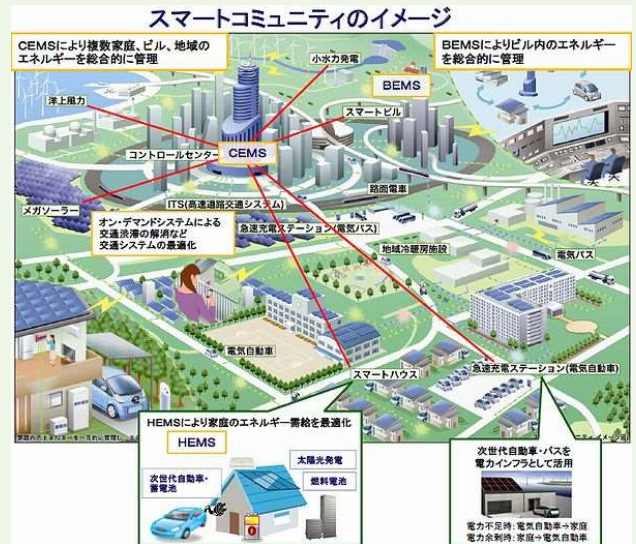 スマートコミュニティのイメージ
CEMSにより複数家庭、ビル、地域の
エネルギーを総合的に管理
BEMSによりビル内のエネルギー
を総合的に管理
小水力発電
BEMS
洋上風力
スマートビル
コントロールセンター
CEMS
路面電車
メガソーラー
ITS(高速道路交通システム)
オン・デマンドシステムによる
交通渋滞の解消など
交通システムの最適化
急速充電ステーション(電気バス)
地域冷暖房施設
電気バス
電気自動車
スマートハウス
急速充電ステーション(電気自動車)
HEMSにより家庭のエネルギー需給を最適化
HEMS
太陽光発電
次世代自動車・
蓄電池
燃料電池
次世代自動車・バスを
電力インフラとして活用
電力不足時:電気自動車→家庭
電力余剰時:家庭→電気自動車